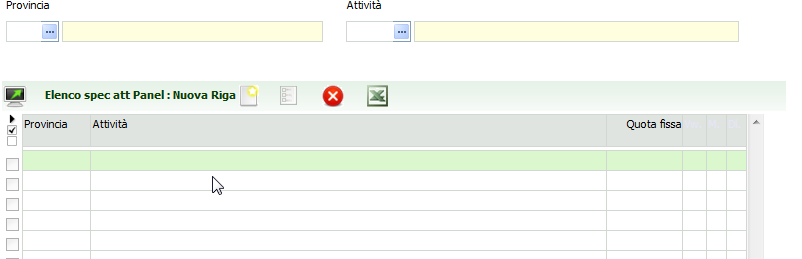 Provincia Attività
... ...
Elenco spec att Panel : Nuova Riga
Provincia Attività Quota fissa